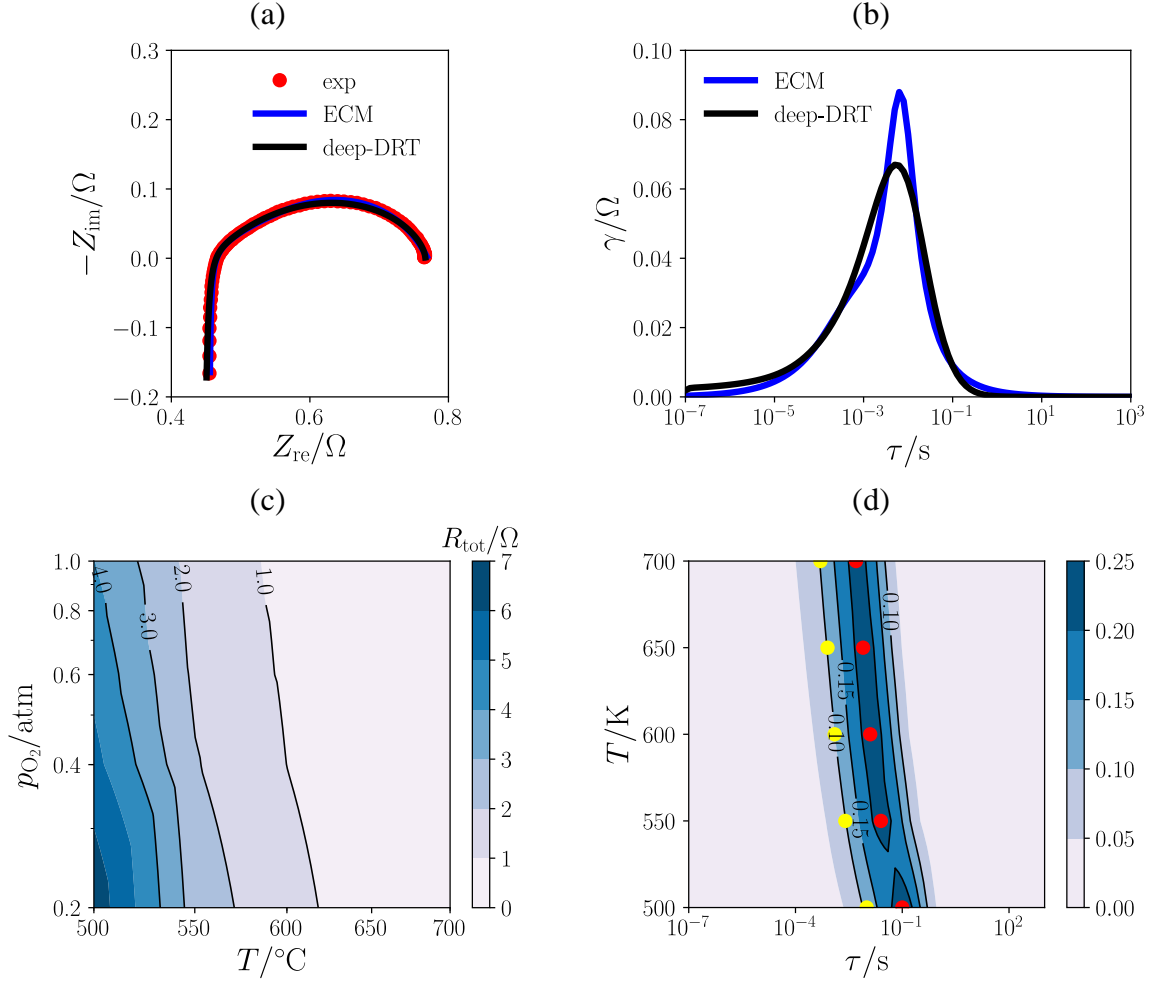 (a)
0.3
0.2
0.1
0.0
−0.1
−0.2
−Z_im/Ω
exp
ECM
deep-DRT
0.4 0.6 0.8
Z_re/Ω
(b)
0.10
0.08
0.06
0.04
0.02
0.00
γ/Ω
ECM
deep-DRT
10^−7 10^−5 10^−3 10^−1 10^1 10^3
τ/s
(c)
R_tot/Ω
1.0
0.8
0.6
0.4
0.2
p_O2/atm
4.0
3.0
2.0
1.0
7
6
5
4
3
2
1
0
500 550 600 650 700
T/°C
(d)
700
650
600
550
500
T/K
0.10
0.15
0.10
0.15
0.25
0.20
0.15
0.10
0.05
0.00
10^−7 10^−4 10^−1 10^2
τ/s